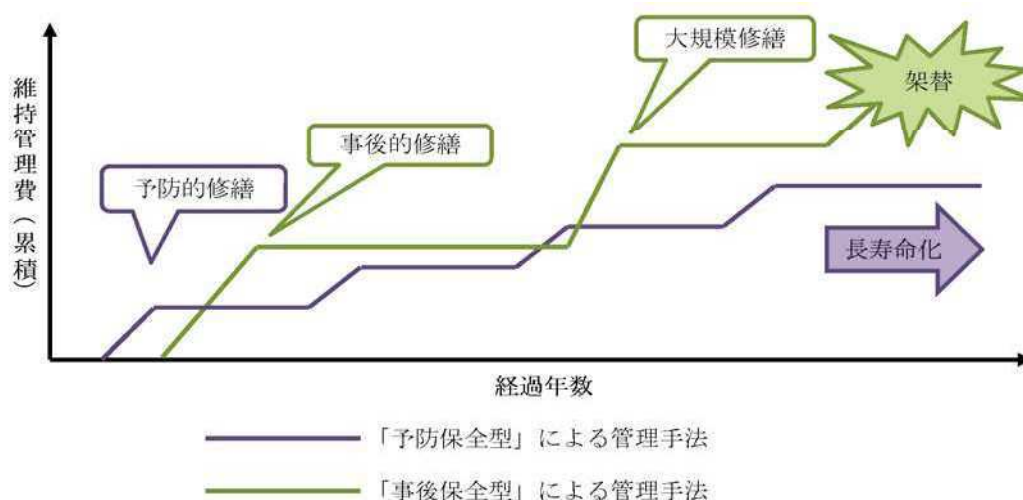 大規模修繕
架替
事後的修繕
予防的修繕
長寿命化
維持管理費（累積）
経過年数
「予防保全型」による管理手法
「事後保全型」による管理手法